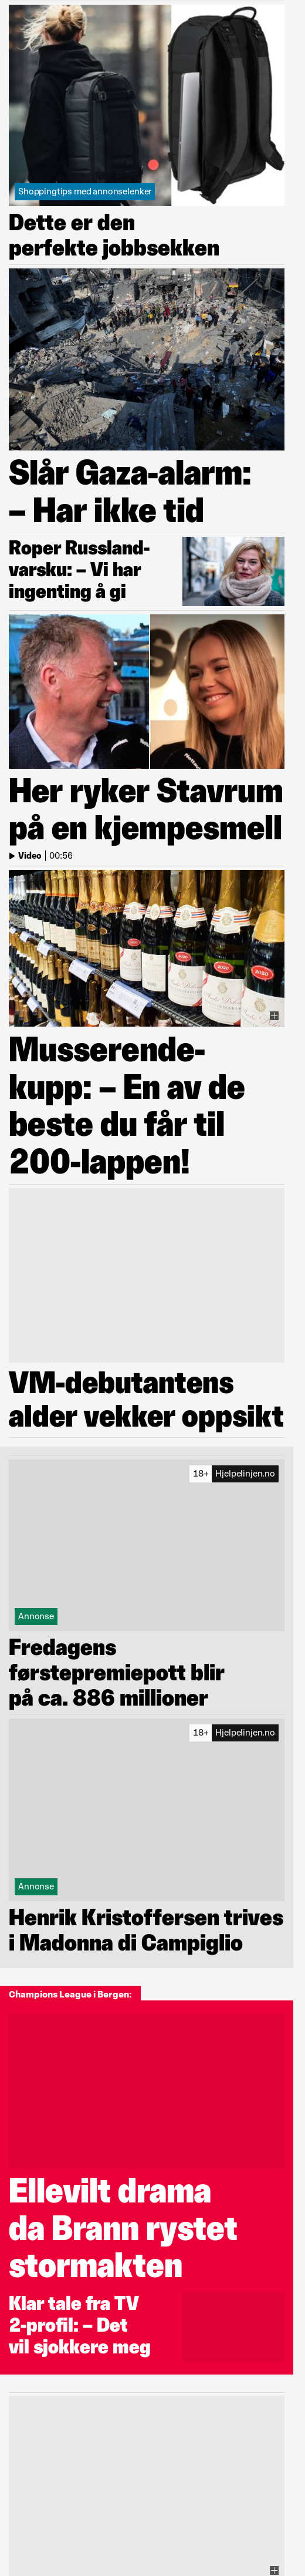 Shoppingtips med annonselenker
Dette er den
perfekte jobbsekken
Slår Gaza-alarm:
– Har ikke tid
Roper Russland-
varsku: – Vi har
ingenting å gi
Her ryker Stavrum
på en kjempesmell
Video | 00:56
Musserende-
kupp: – En av de
beste du får til
200-lappen!
VM-debutantens
alder vekker oppsikt
18+ Hjelpelinjen.no
Annonse
Fredagens
førstepremiepott blir
på ca. 886 millioner
18+ Hjelpelinjen.no
Annonse
Henrik Kristoffersen trives
i Madonna di Campiglio
Champions League i Bergen:
Ellevilt drama
da Brann rystet
stormakten
Klar tale fra TV
2-profil: – Det
vil sjokkere meg